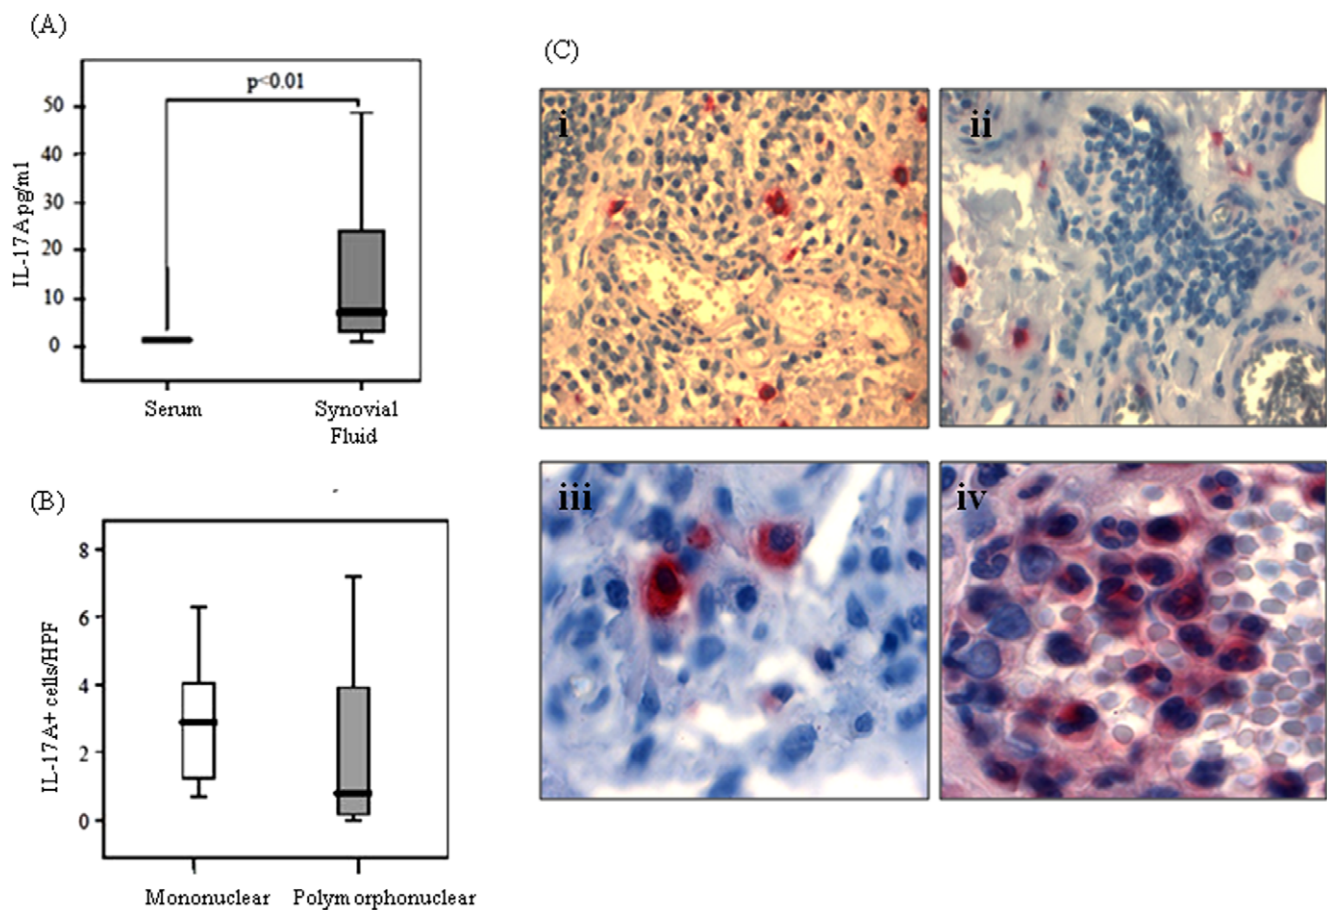 (A)
p<0.01
50
40
30
20
10
0
IL-17A pg/ml
Serum
Synovial
Fluid
(B)
8
6
4
2
0
IL-17A+ cells/HPF
Mononuclear
Polymorphonuclear
(C)
i
ii
iii
iv